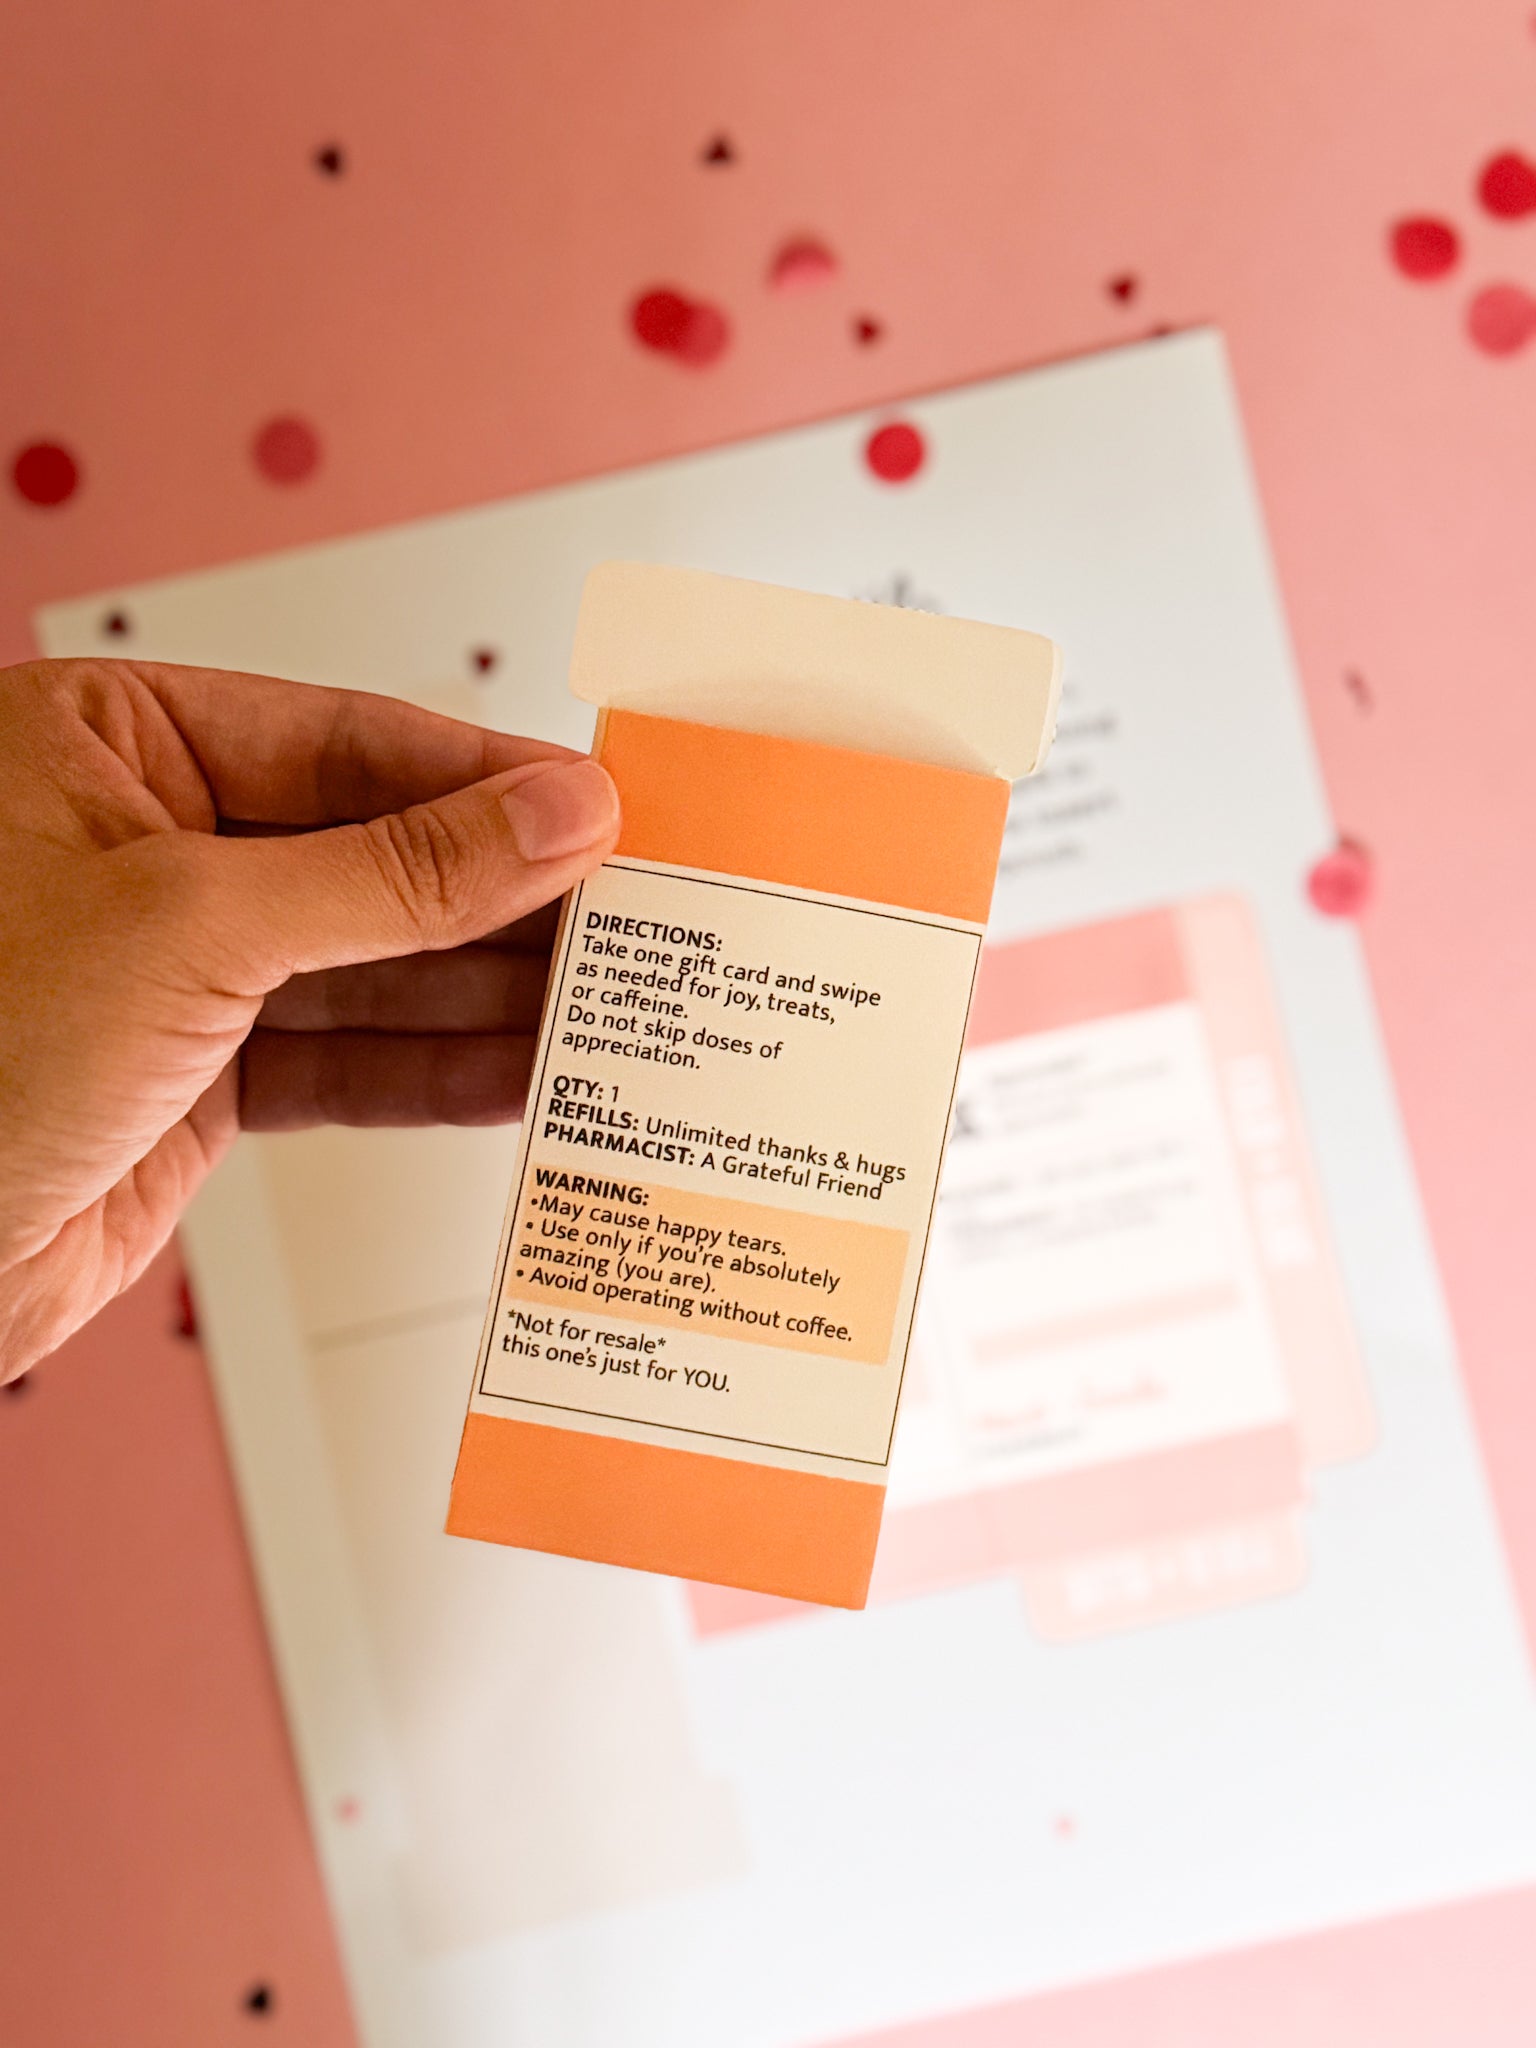 DIRECTIONS:
Take one gift card and swipe
as needed for joy, treats,
or caffeine.
Do not skip doses of
appreciation.
QTY: 1
REFILLS: Unlimited thanks & hugs
PHARMACIST: A Grateful Friend
WARNING:
•May cause happy tears.
• Use only if you're absolutely
amazing (you are).
• Avoid operating without coffee.
*Not for resale*
this one's just for YOU.